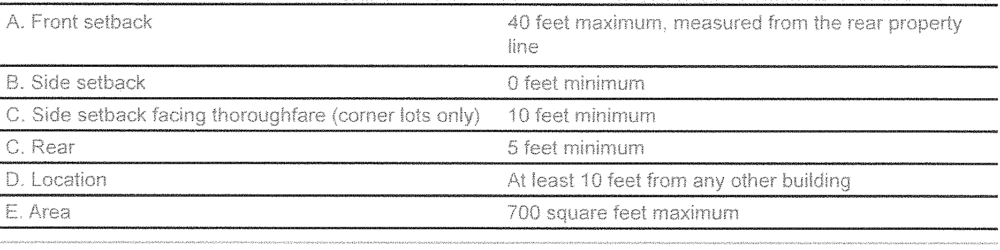 A. Front setback 40 feet maximum, measured from the rear property
line
B. Side setback 0 feet minimum
C. Side setback facing thoroughfare (corner lots only) 10 feet minimum
C. Rear 5 feet minimum
D. Location At least 10 feet from any other building
E. Area 700 square feet maximum